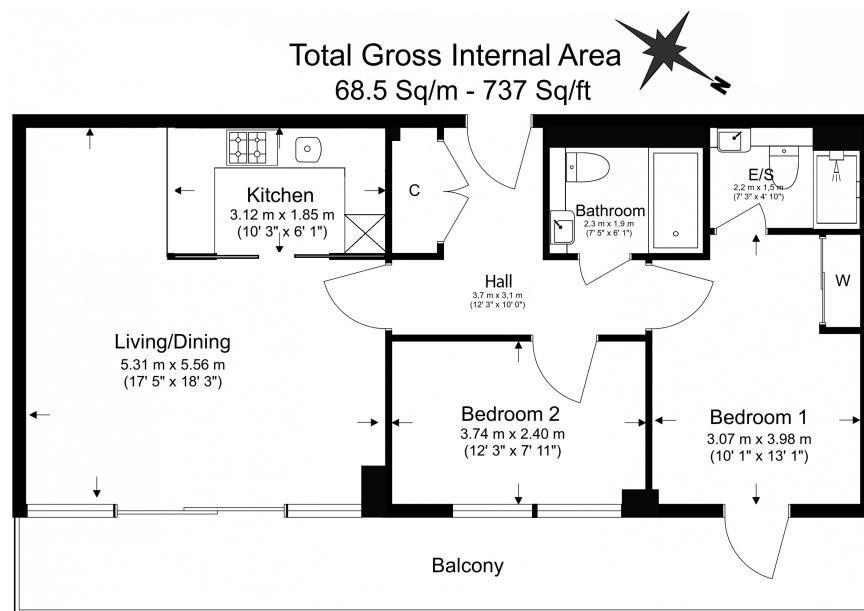 Total Gross Internal Area
68.5 Sq/m - 737 Sq/ft
N
Kitchen
3.12 m x 1.85 m
(10' 3" x 6' 1")
C
Bathroom
2,3 m x 1,9 m
(7' 5" x 6' 1")
E/S
2,2 m x 1,5 m
(7' 3" x 4' 10")
W
Hall
3,7 m x 3,1 m
(12' 3" x 10' 0")
Living/Dining
5.31 m x 5.56 m
(17' 5" x 18' 3")
Bedroom 2
3.74 m x 2.40 m
(12' 3" x 7' 11")
Bedroom 1
3.07 m x 3.98 m
(10' 1" x 13' 1")
Balcony